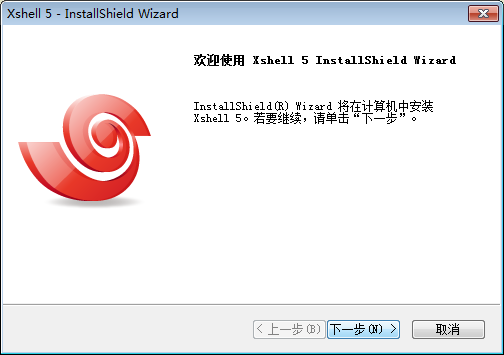 Xshell 5 - InstallShield Wizard
欢迎使用 Xshell 5 InstallShield Wizard
InstallShield(R) Wizard 将在计算机中安装
Xshell 5。若要继续，请单击“下一步”。
< 上一步(B) 下一步(N) > 取消